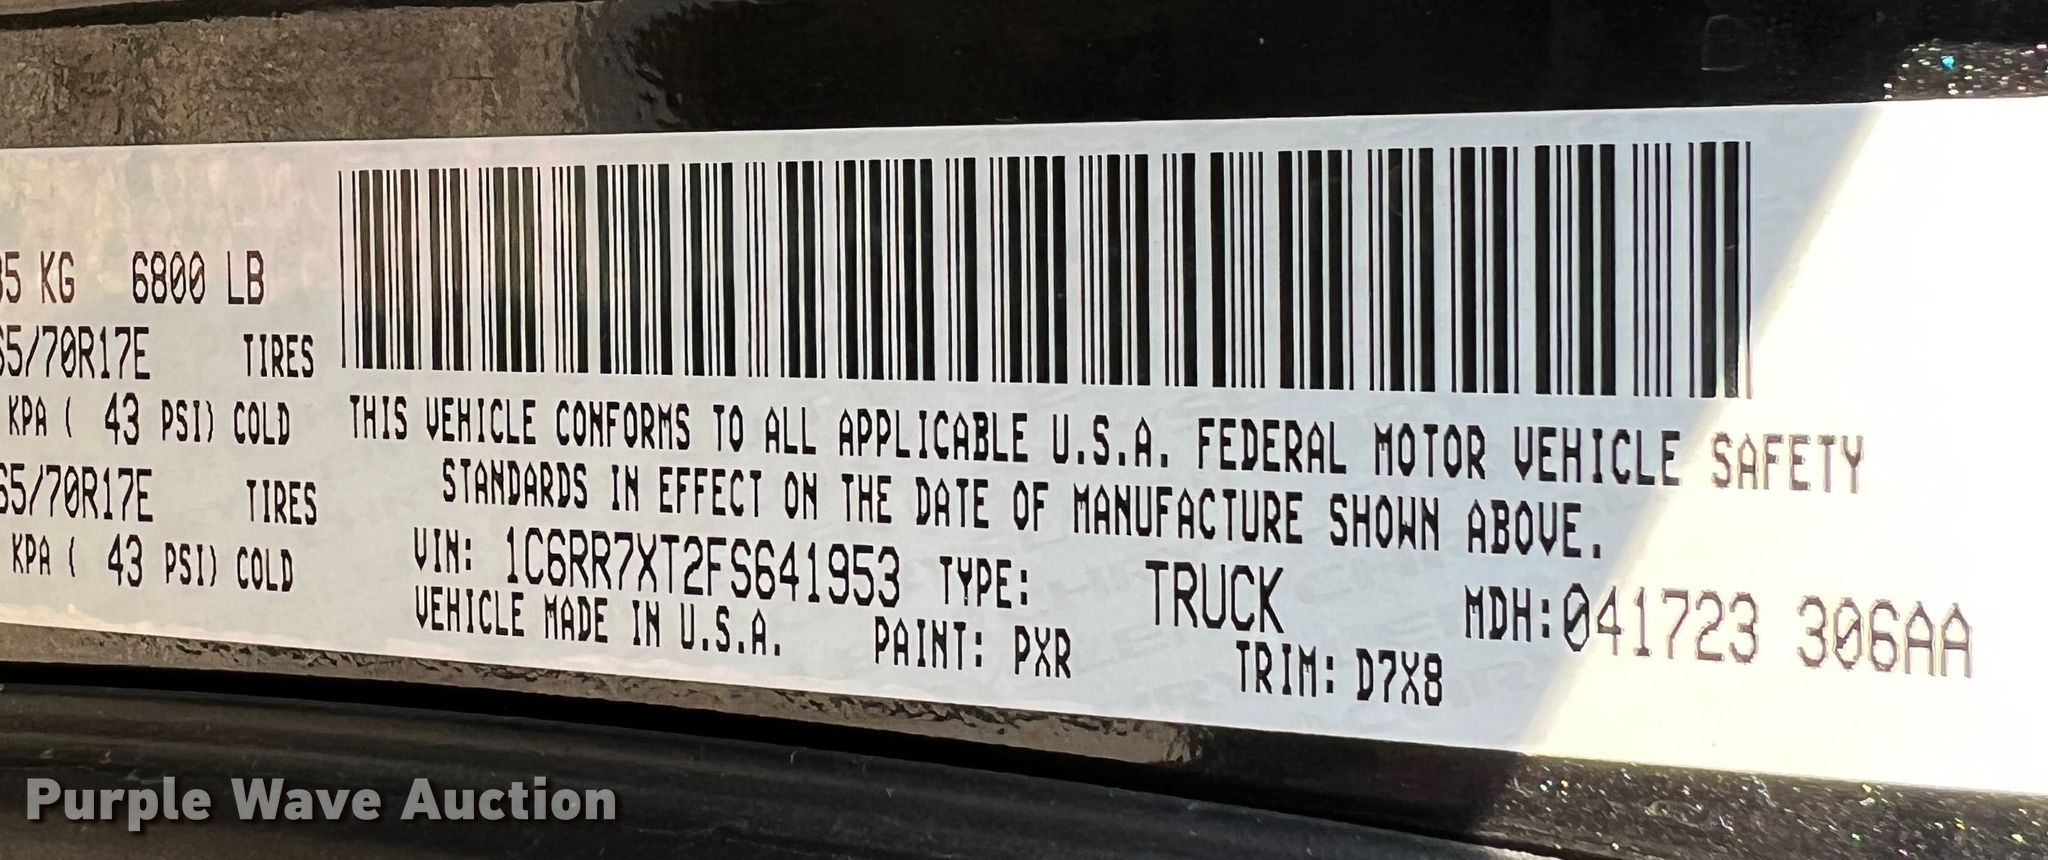 KG 6800 LB
/70R17E TIRES
KPA ( 43 PSI) COLD
65/70R17E TIRES
KPA ( 43 PSI) COLD
THIS VEHICLE CONFORMS TO ALL APPLICABLE U.S.A. FEDERAL MOTOR VEHICLE SAFETY
STANDARDS IN EFFECT ON THE DATE OF MANUFACTURE SHOWN ABOVE.
VIN: 1C6RR7XT2FS641953 TYPE: TRUCK MDH:041723 306AA
VEHICLE MADE IN U.S.A. PAINT: PXR TRIM: D7X8
Purple Wave Auction